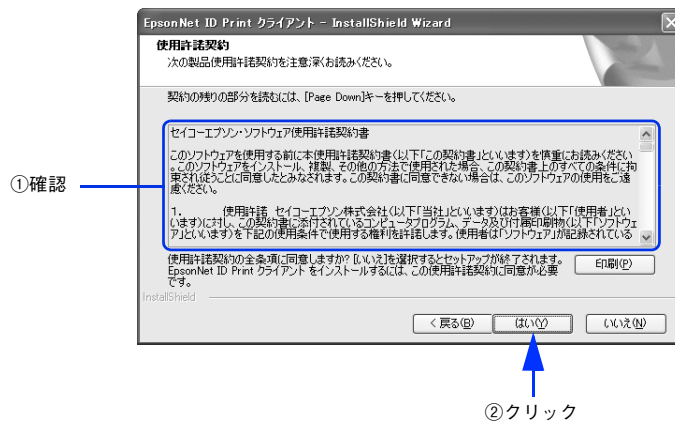 EpsonNet ID Print クライアント - InstallShield Wizard
使用許諾契約
次の製品使用許諾契約を注意深くお読みください。
契約の残りの部分を読むには、[Page Down]キーを押してください。
セイコーエプソン・ソフトウェア使用許諾契約書
このソフトウェアを使用する前に本使用許諾契約書（以下「この契約書」といいます）を慎重にお読みください
。このソフトウェアをインストール、複製、その他の方法で使用された場合、この契約書上のすべての条件に拘
束され従うことに同意したとみなされます。この契約書に同意できない場合は、このソフトウェアの使用をご遠
慮ください。
1. 使用許諾 セイコーエプソン株式会社（以下「当社」といいます）はお客様（以下「使用者」とい
います）に対し、この契約書に添付されているコンピュータプログラム、データ及び付属印刷物（以下「ソフトウェ
ア」といいます）を下記の使用条件で使用する権利を許諾します。使用者は「ソフトウェア」が記録されている
①確認
使用許諾契約の全条項に同意しますか? [いいえ]を選択するとセットアップが終了されます。
EpsonNet ID Print クライアント をインストールするには、この使用許諾契約に同意が必要
です。
印刷(P)
InstallShield
< 戻る(B)
はい(Y)
いいえ(N)
②クリック